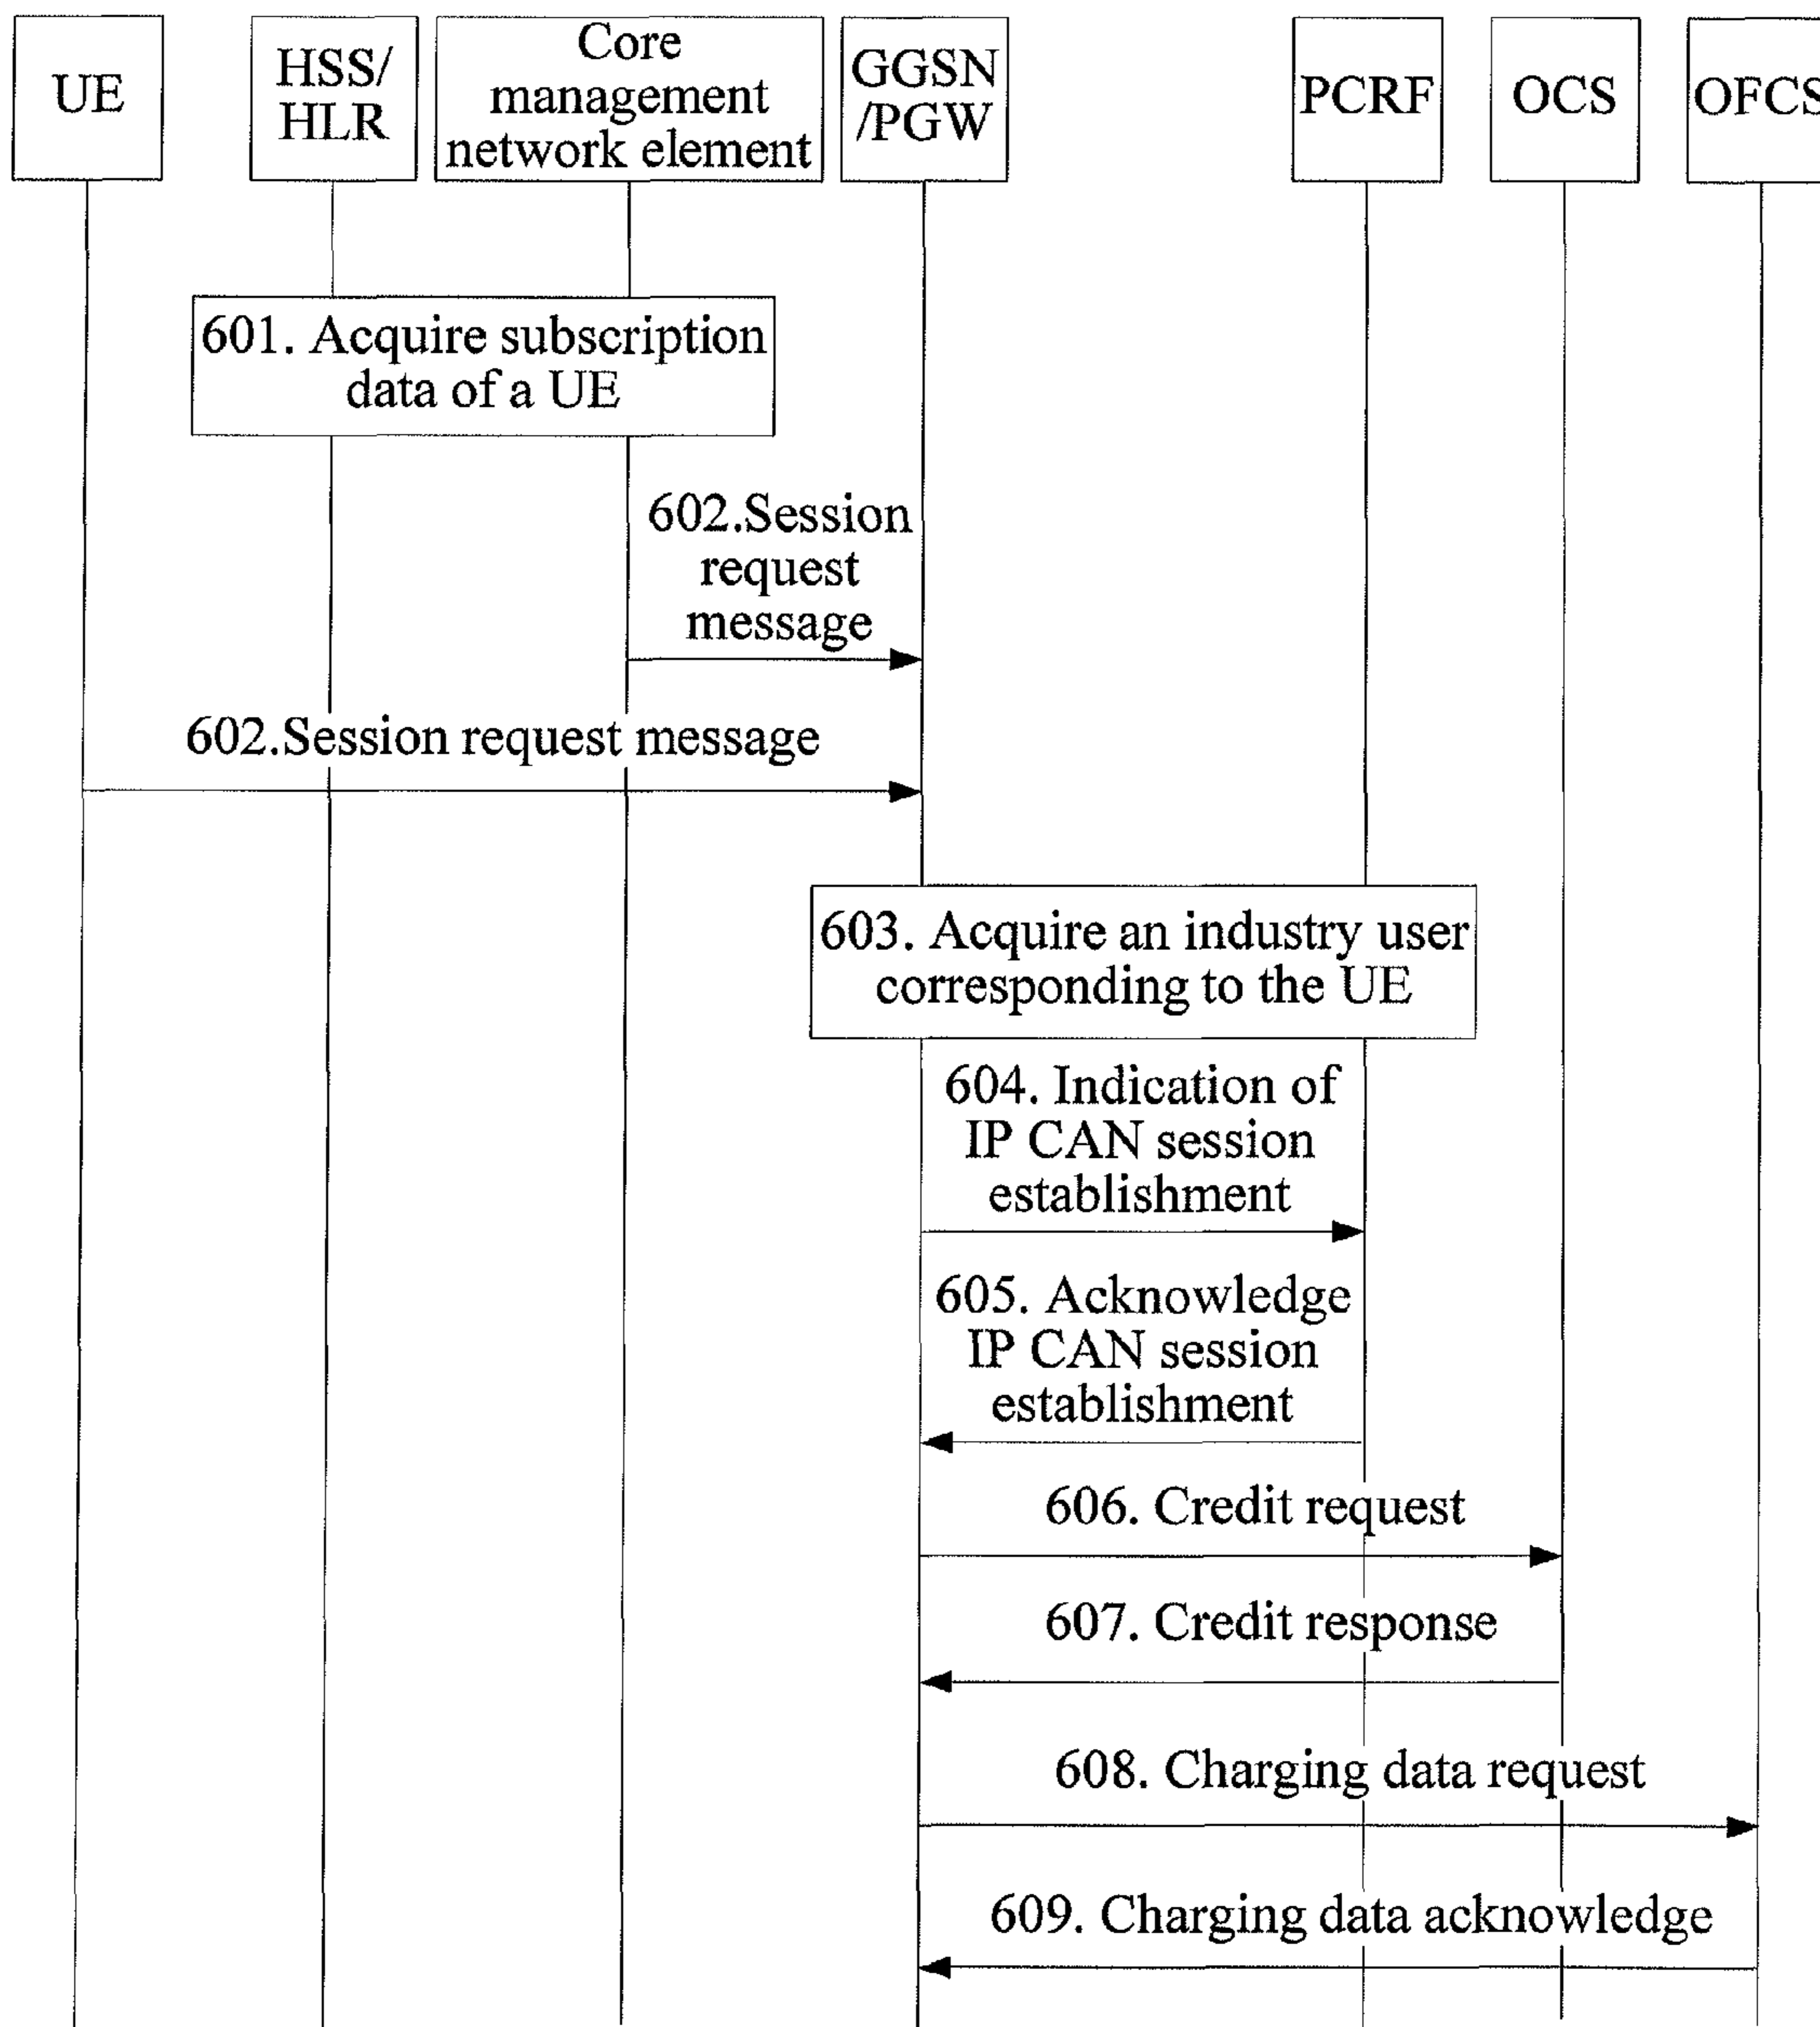 UE
HSS/
HLR
Core
management
network element
GGSN
/PGW
PCRF
OCS
OFCS
601. Acquire subscription
data of a UE
602.Session
request
message
602.Session request message
603. Acquire an industry user
corresponding to the UE
604. Indication of
IP CAN session
establishment
605. Acknowledge
IP CAN session
establishment
606. Credit request
607. Credit response
608. Charging data request
609. Charging data acknowledge